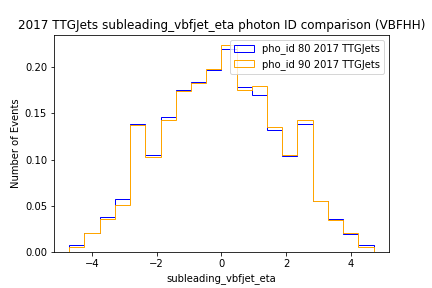 2017 TTGJets subleading_vbfjet_eta photon ID comparison (VBFHH)
pho_id 80 2017 TTGJets
pho_id 90 2017 TTGJets
Number of Events
0.20
0.15
0.10
0.05
0.00
−4
−2
0
2
4
subleading_vbfjet_eta